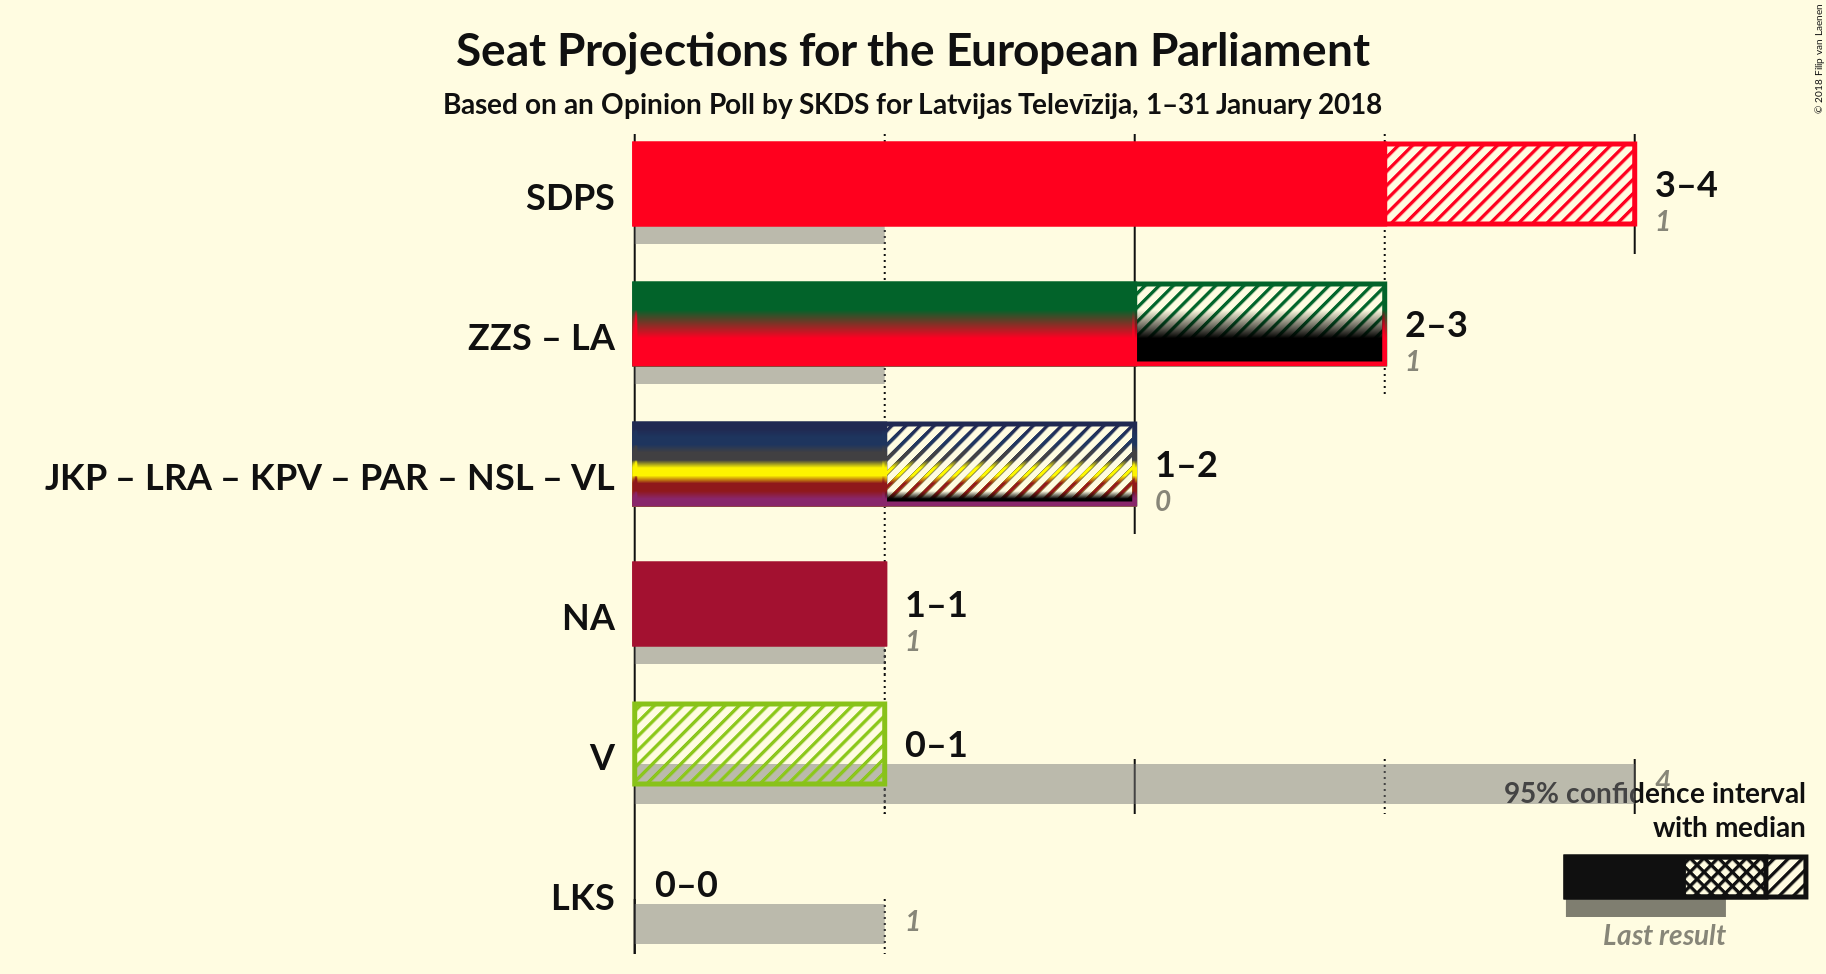 Seat Projections for the European Parliament
Based on an Opinion Poll by SKDS for Latvijas Televīzija, 1–31 January 2018
© 2018 Filip van Laenen
SDPS
3–4
1
ZZS – LA
2–3
1
JKP – LRA – KPV – PAR – NSL – VL
1–2
0
NA
1–1
1
V
0–1
4
95% confidence interval
with median
Last result
LKS
0–0
1